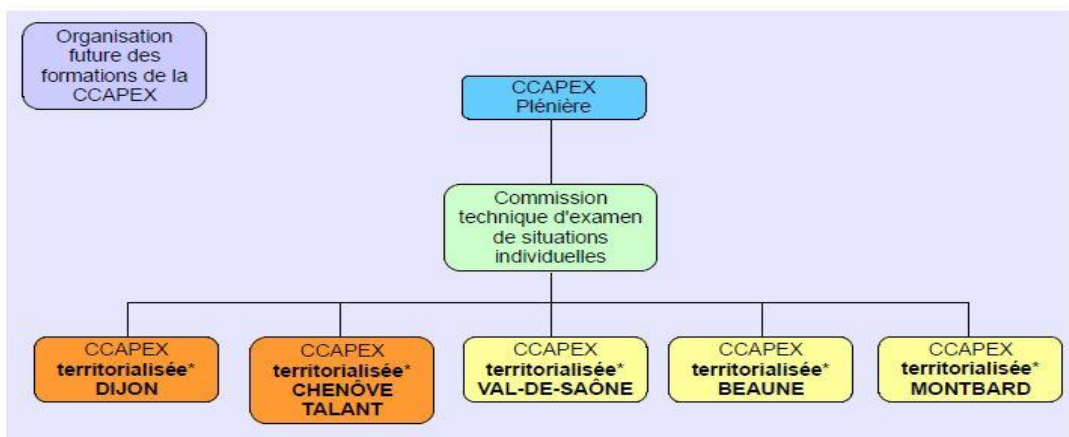 Organisation
future des
formations de la
CCAPEX
CCAPEX
Plénière
Commission
technique d'examen
de situations
individuelles
CCAPEX
territorialisée*
DIJON
CCAPEX
territorialisée*
CHENÔVE
TALANT
CCAPEX
territorialisée*
VAL-DE-SAÔNE
CCAPEX
territorialisée*
BEAUNE
CCAPEX
territorialisée*
MONTBARD